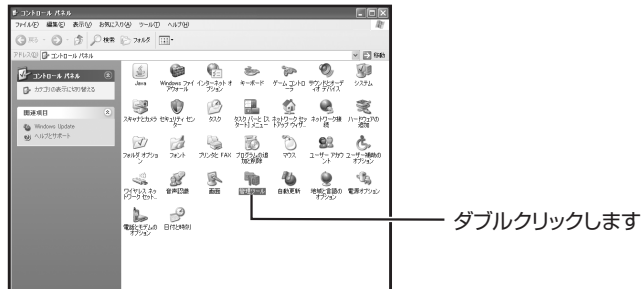 コントロール パネル
ファイル(F) 編集(E) 表示(V) お気に入り(A) ツール(T) ヘルプ(H)
戻る 検索 フォルダ
アドレス(D) コントロール パネル 移動
コントロール パネル
カテゴリの表示に切り替える
関連項目
Windows Update
ヘルプとサポート
Java
Windows ファイアウォール
インターネット オプション
キーボード
ゲーム コントローラ
サウンドとオーディオ デバイス
システム
スキャナとカメラ
セキュリティ センター
タスク
タスク バーと [スタート] メニュー
ネットワーク セットアップ ウィザ...
ネットワーク接続
ハードウェアの追加
フォルダ オプション
フォント
プリンタと FAX
プログラムの追加と削除
マウス
ユーザー アカウント
ユーザー補助のオプション
ワイヤレス ネットワーク セット...
音声認識
画面
管理ツール
自動更新
地域と言語のオプション
電源オプション
電話とモデムのオプション
日付と時刻
ダブルクリックします